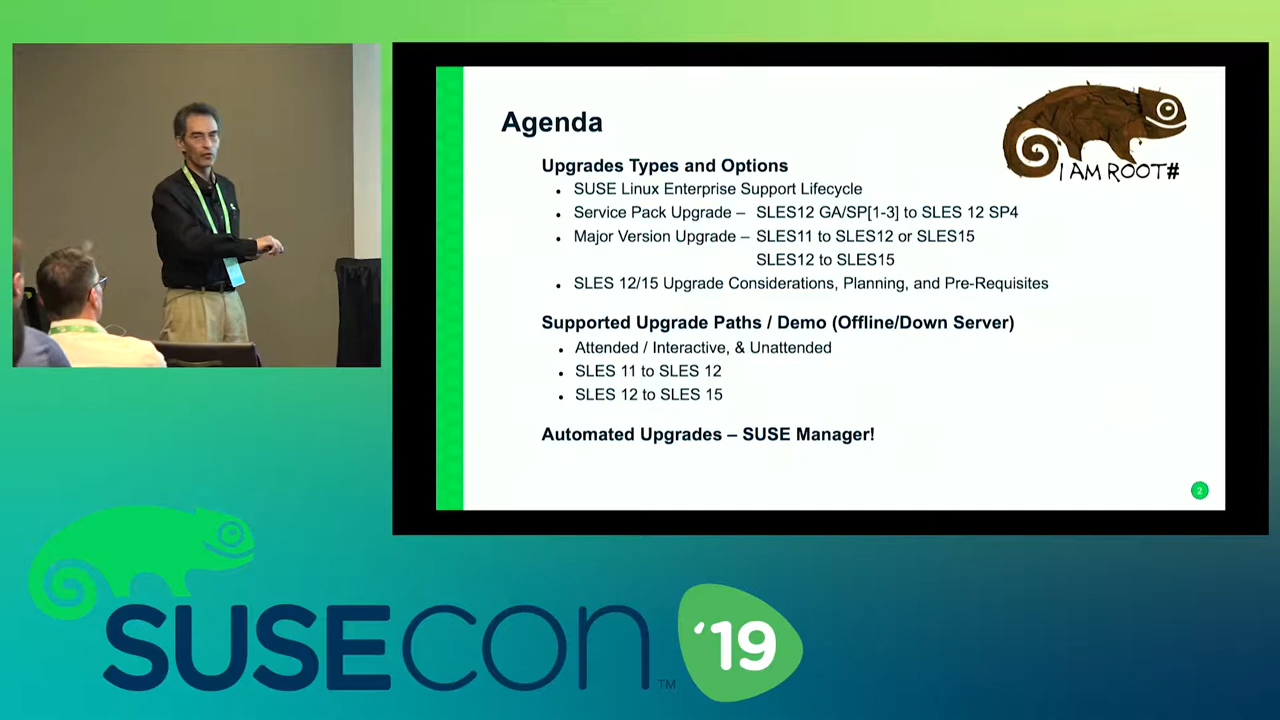 Agenda
I AM ROOT#
Upgrades Types and Options
• SUSE Linux Enterprise Support Lifecycle
• Service Pack Upgrade – SLES12 GA/SP[1-3] to SLES 12 SP4
• Major Version Upgrade – SLES11 to SLES12 or SLES15
SLES12 to SLES15
• SLES 12/15 Upgrade Considerations, Planning, and Pre-Requisites
Supported Upgrade Paths / Demo (Offline/Down Server)
• Attended / Interactive, & Unattended
• SLES 11 to SLES 12
• SLES 12 to SLES 15
Automated Upgrades – SUSE Manager!
2
SUSECON™ '19